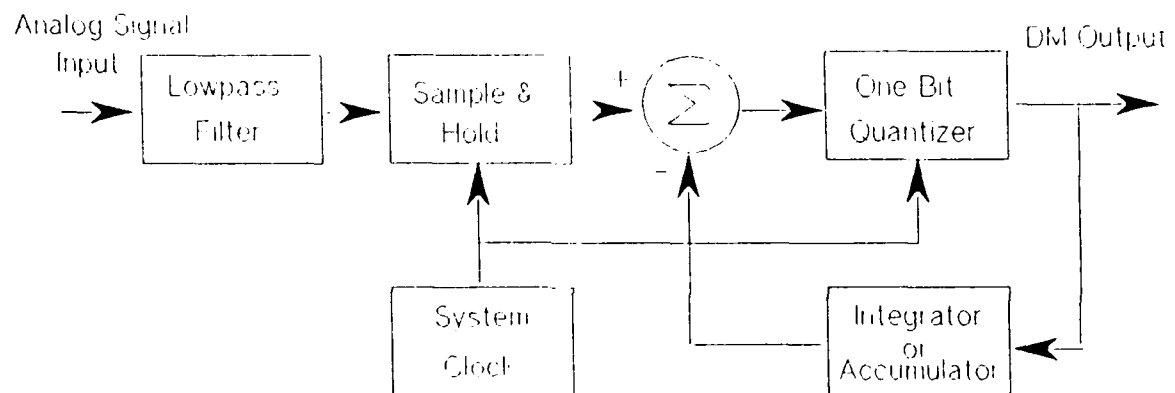 Analog Signal
Input
Lowpass
Filter
Sample &
Hold
+
Σ
-
One Bit
Quantizer
DM Output
System
Clock
Integrator
or
Accumulator